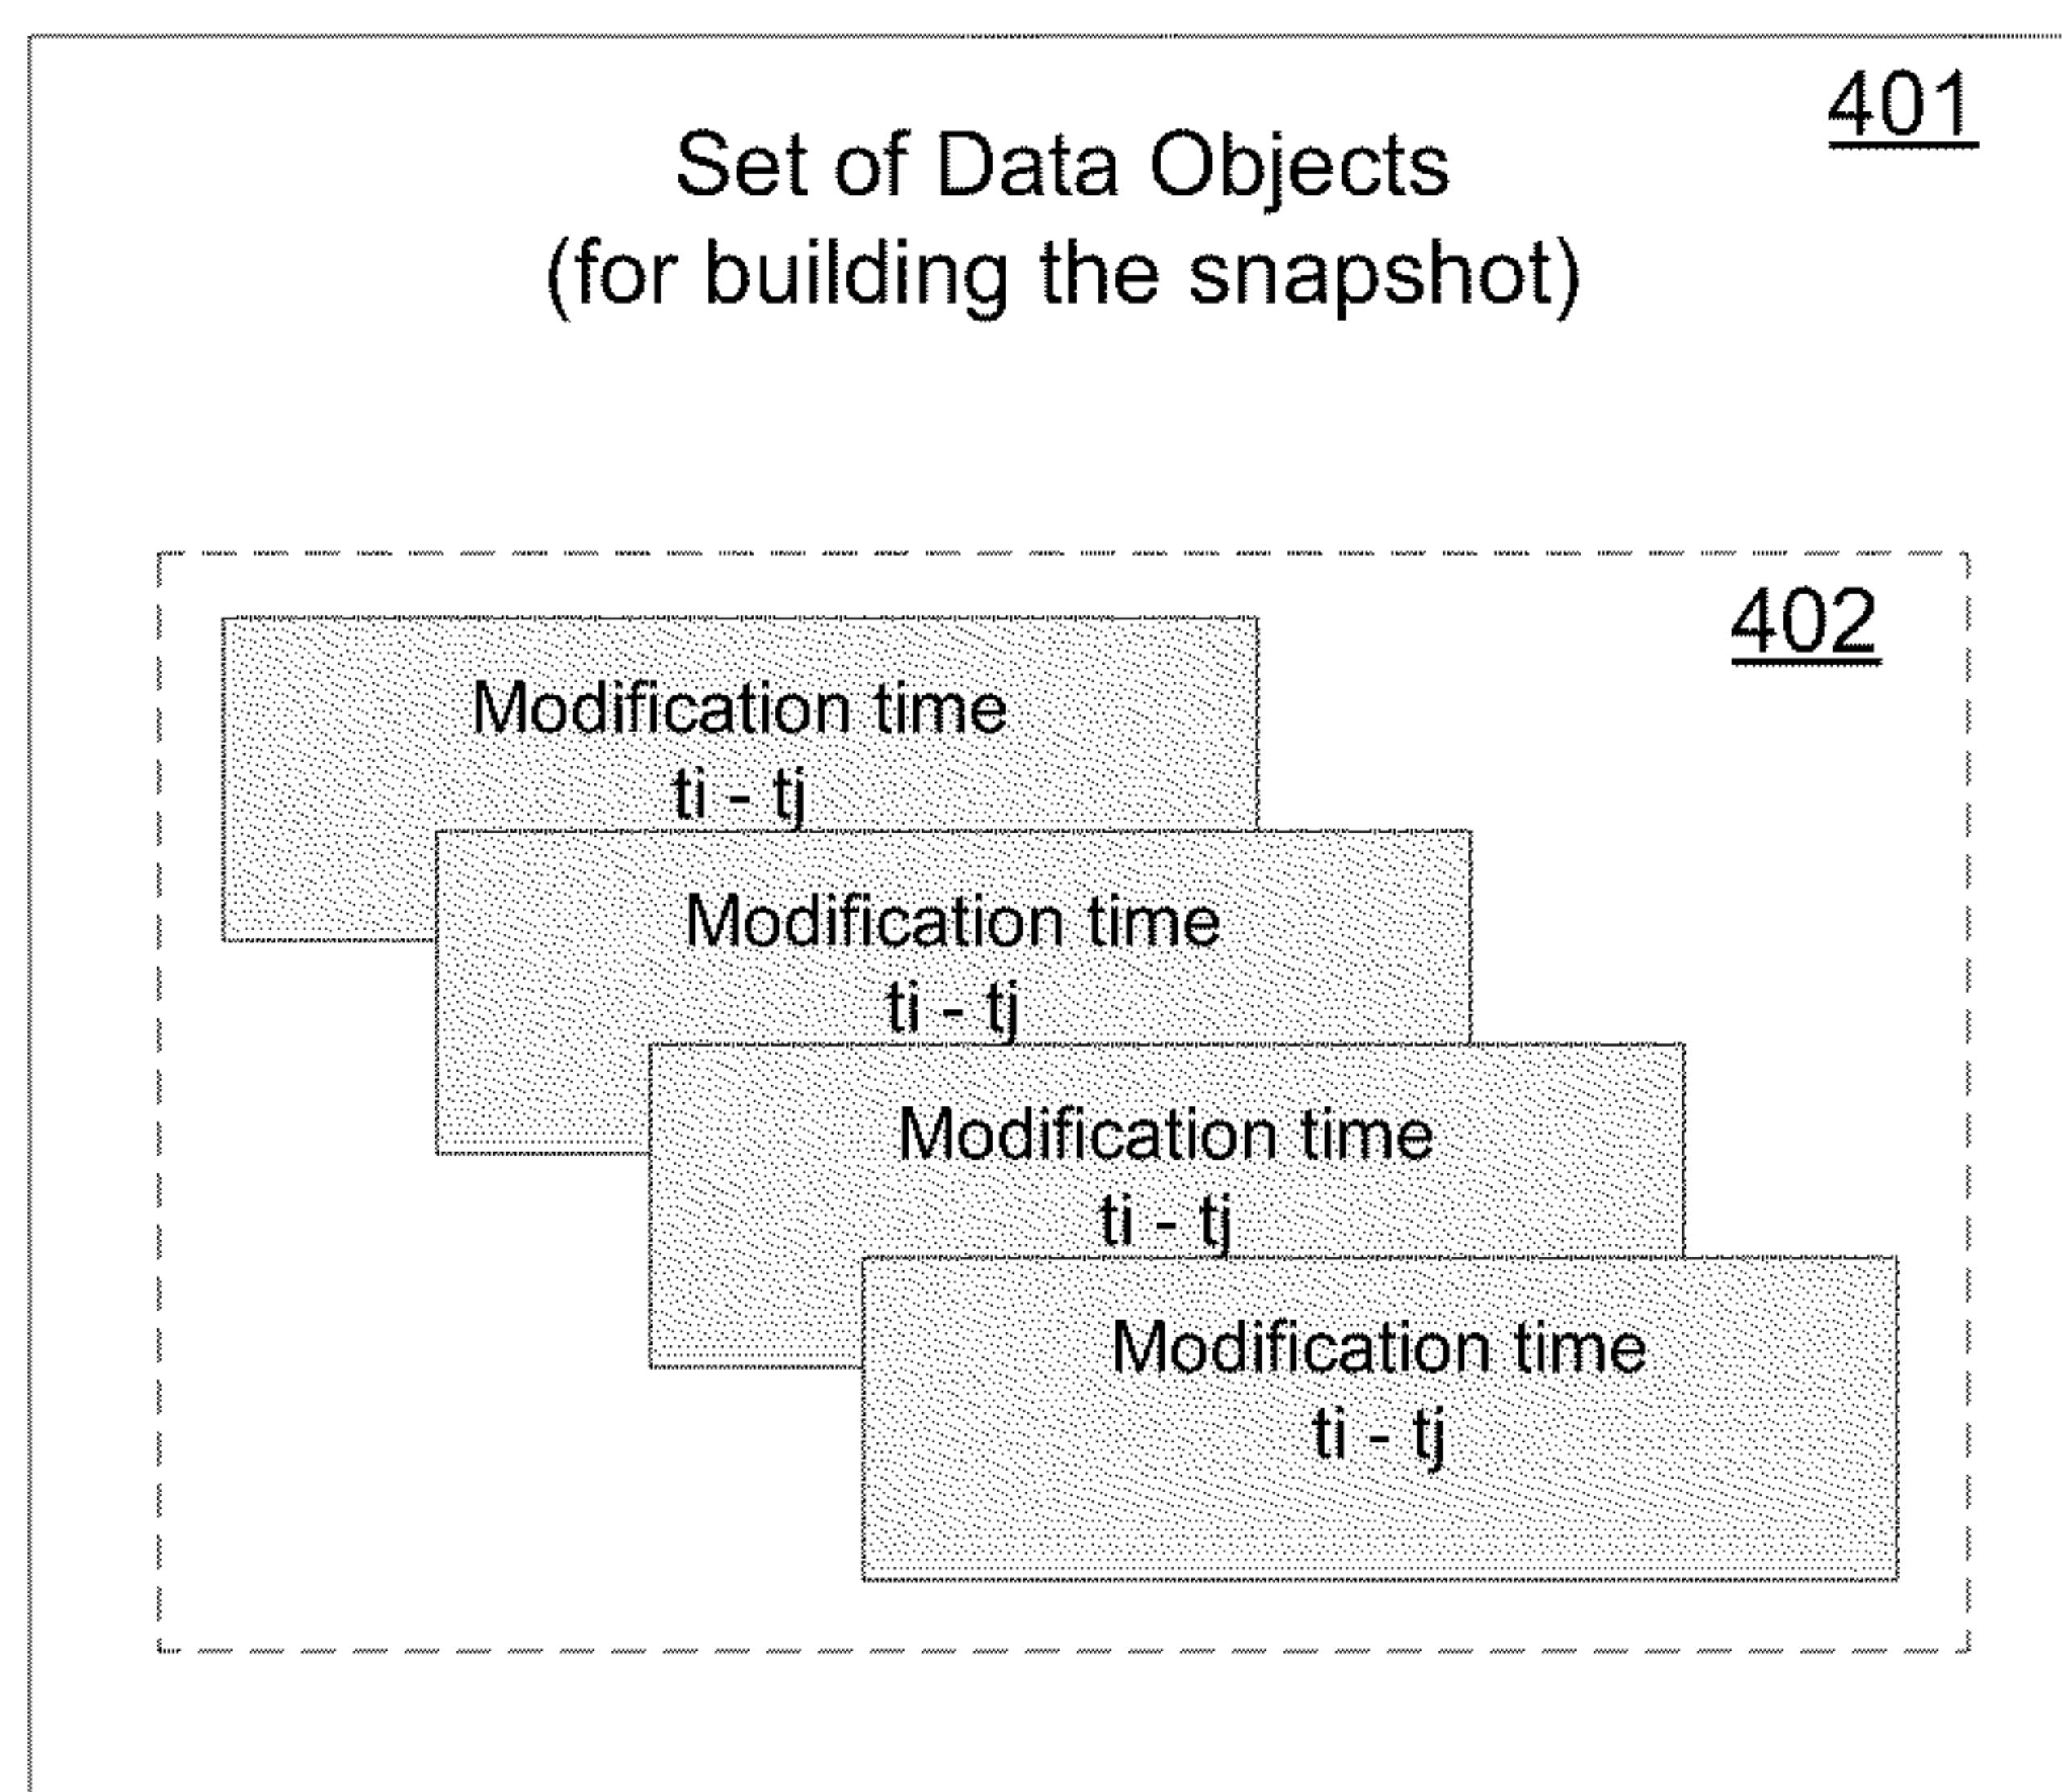 401
Set of Data Objects
(for building the snapshot)
402
Modification time
ti - tj
Modification time
ti - tj
Modification time
ti - tj
Modification time
ti - tj